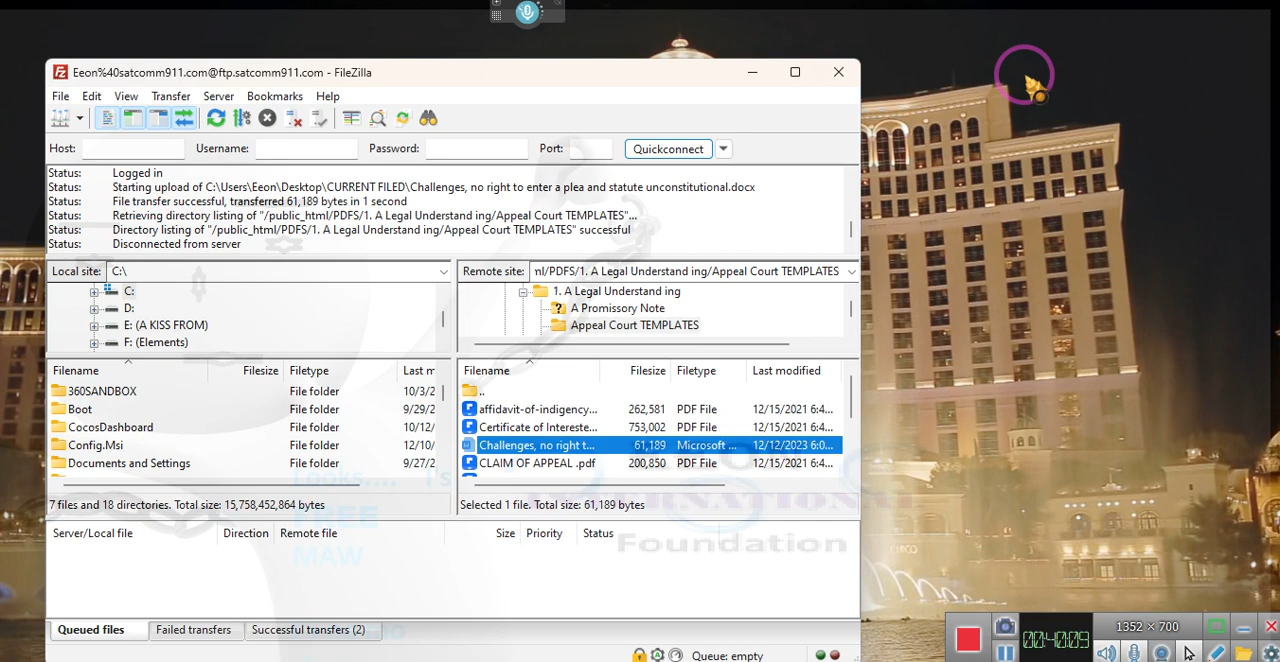 Eeon%40satcomm911.com@ftp.satcomm911.com - FileZilla
File Edit View Transfer Server Bookmarks Help
Host: Username: Password: Port: Quickconnect
Status: Logged in
Status: Starting upload of C:\Users\Eeon\Desktop\CURRENT FILED\Challenges, no right to enter a plea and statute unconstitutional.docx
Status: File transfer successful, transferred 61,189 bytes in 1 second
Status: Retrieving directory listing of "/public_html/PDFS/1. A Legal Understand ing/Appeal Court TEMPLATES"...
Status: Directory listing of "/public_html/PDFS/1. A Legal Understand ing/Appeal Court TEMPLATES" successful
Status: Disconnected from server
Local site: C:\
C:
D:
E: (A KISS FROM)
F: (Elements)
Remote site: nl/PDFS/1. A Legal Understand ing/Appeal Court TEMPLATES
1. A Legal Understand ing
? A Promissory Note
Appeal Court TEMPLATES
Filename Filesize Filetype Last m
360SANDBOX File folder 10/3/2
Boot File folder 9/29/2
CocosDashboard File folder 10/12/
Config.Msi File folder 12/10/
Documents and Settings File folder 9/27/2
7 files and 18 directories. Total size: 15,758,452,864 bytes
Filename Filesize Filetype Last modified
..
affidavit-of-indigency... 262,581 PDF File 12/15/2021 6:4...
Certificate of Intereste... 753,002 PDF File 12/15/2021 6:4...
Challenges, no right t... 61,189 Microsoft ... 12/12/2023 6:0...
CLAIM OF APPEAL .pdf 200,850 PDF File 12/15/2021 6:4...
Selected 1 file. Total size: 61,189 bytes
Looks....
FREE
MAW
Foundation
Server/Local file Direction Remote file Size Priority Status
Queued files Failed transfers Successful transfers (2)
Queue: empty
1352 × 700
00:40:09